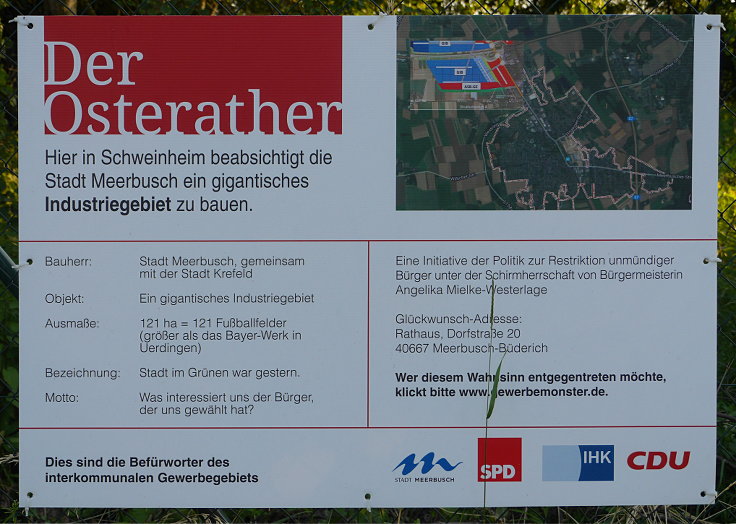 Der
Osterather
Hier in Schweinheim beabsichtigt die
Stadt Meerbusch ein gigantisches
Industriegebiet zu bauen.
Bauherr: Stadt Meerbusch, gemeinsam
mit der Stadt Krefeld
Objekt: Ein gigantisches Industriegebiet
Ausmaße: 121 ha = 121 Fußballfelder
(größer als das Bayer-Werk in
Uerdingen)
Bezeichnung: Stadt im Grünen war gestern.
Motto: Was interessiert uns der Bürger,
der uns gewählt hat?
Eine Initiative der Politik zur Restriktion unmündiger
Bürger unter der Schirmherrschaft von Bürgermeisterin
Angelika Mielke-Westerlage
Glückwunsch-Adresse:
Rathaus, Dorfstraße 20
40667 Meerbusch-Büderich
Wer diesem Wahnsinn entgegentreten möchte,
klickt bitte www.gewerbemonster.de.
Dies sind die Befürworter des
interkommunalen Gewerbegebiets
STADT MEERBUSCH
SPD
IHK
CDU